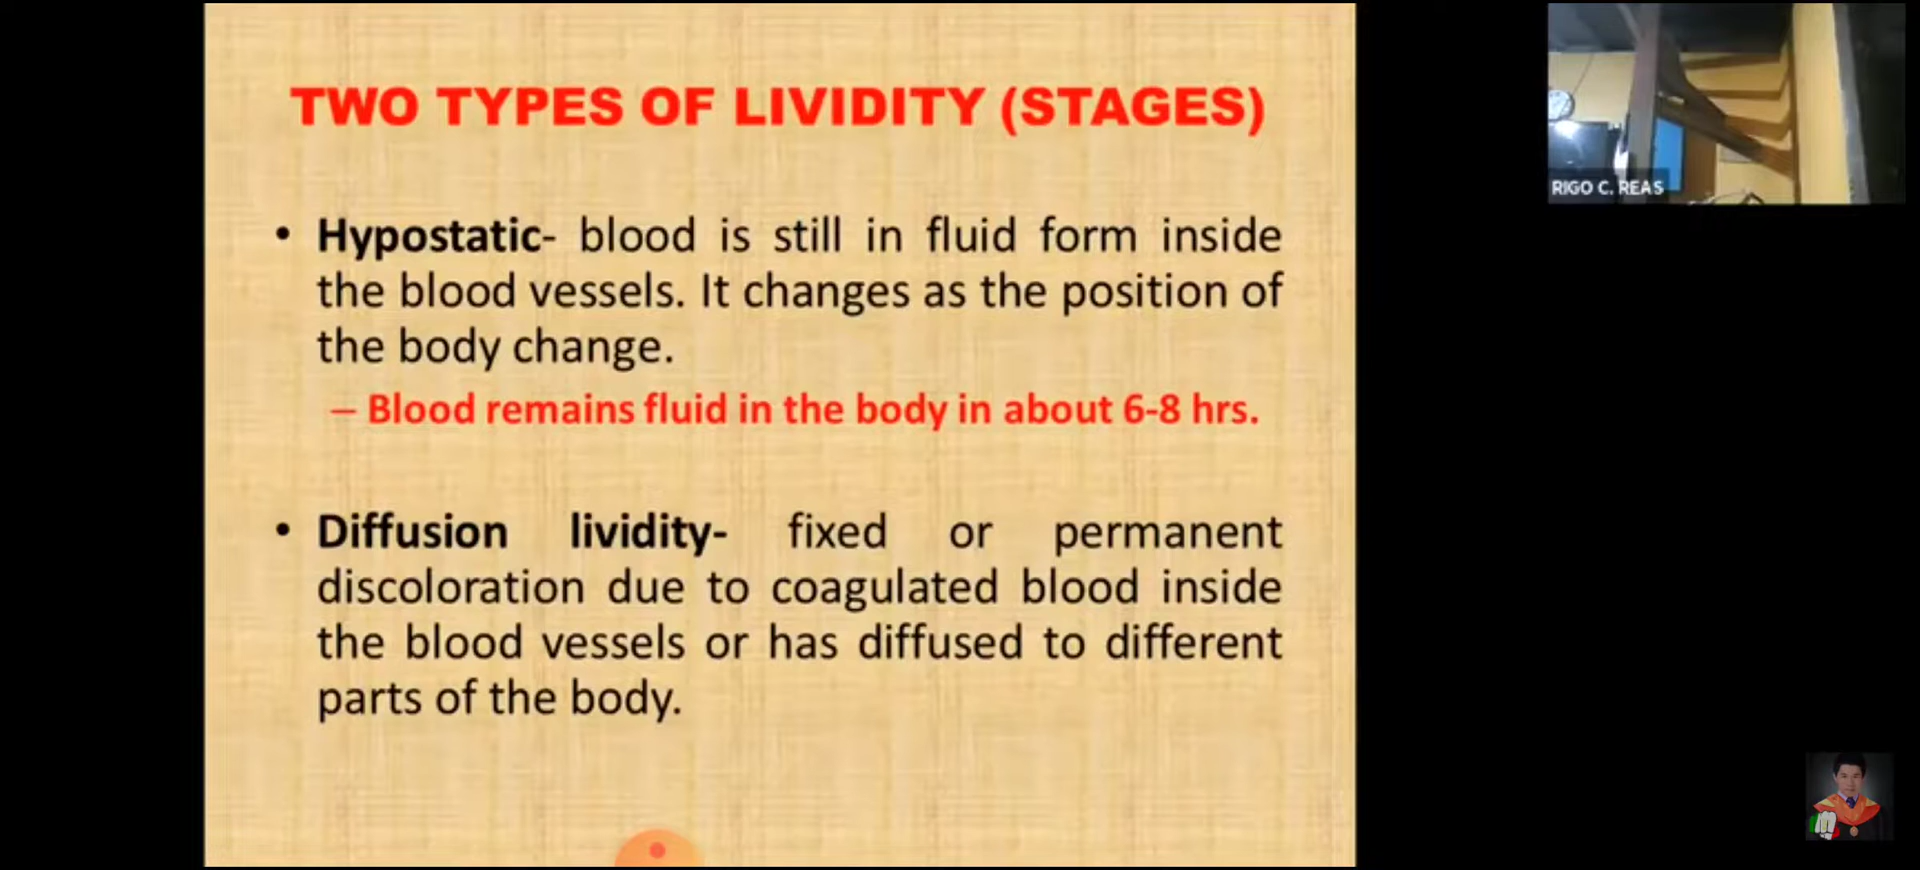 TWO TYPES OF LIVIDITY (STAGES)
• Hypostatic- blood is still in fluid form inside
the blood vessels. It changes as the position of
the body change.
– Blood remains fluid in the body in about 6-8 hrs.
• Diffusion lividity- fixed or permanent
discoloration due to coagulated blood inside
the blood vessels or has diffused to different
parts of the body.
RIGO C. REAS